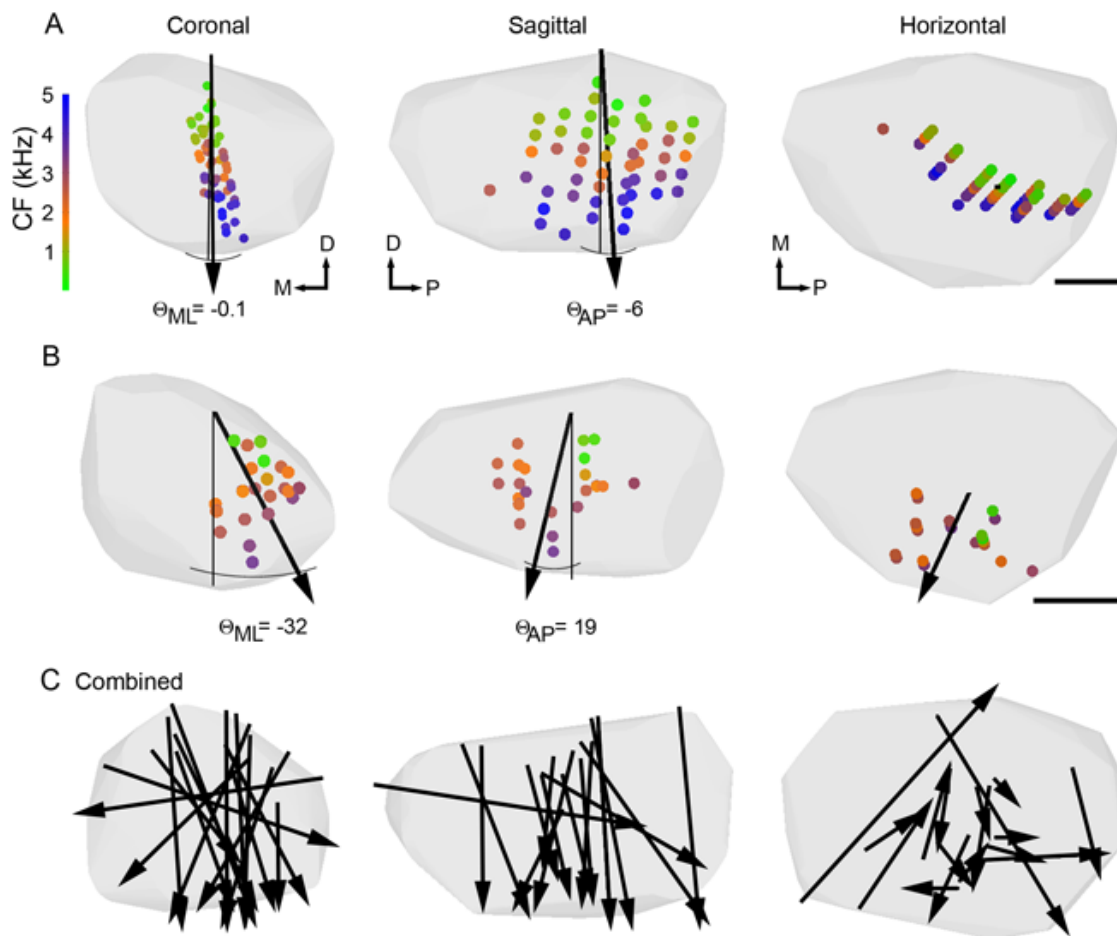 A
Coronal
Sagittal
Horizontal
CF (kHz)
5
4
3
2
1
D
M
ΘML= -0.1
D
P
ΘAP= -6
M
P
B
ΘML= -32
ΘAP= 19
C Combined